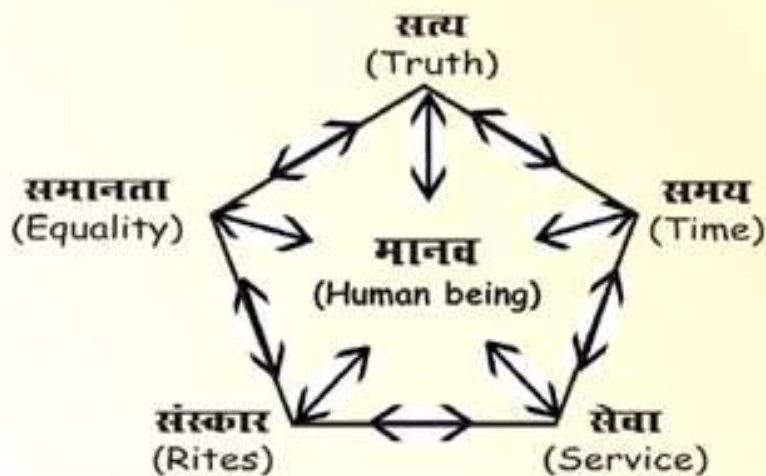 सत्य
(Truth)
समानता
(Equality)
समय
(Time)
मानव
(Human being)
संस्कार
(Rites)
सेवा
(Service)